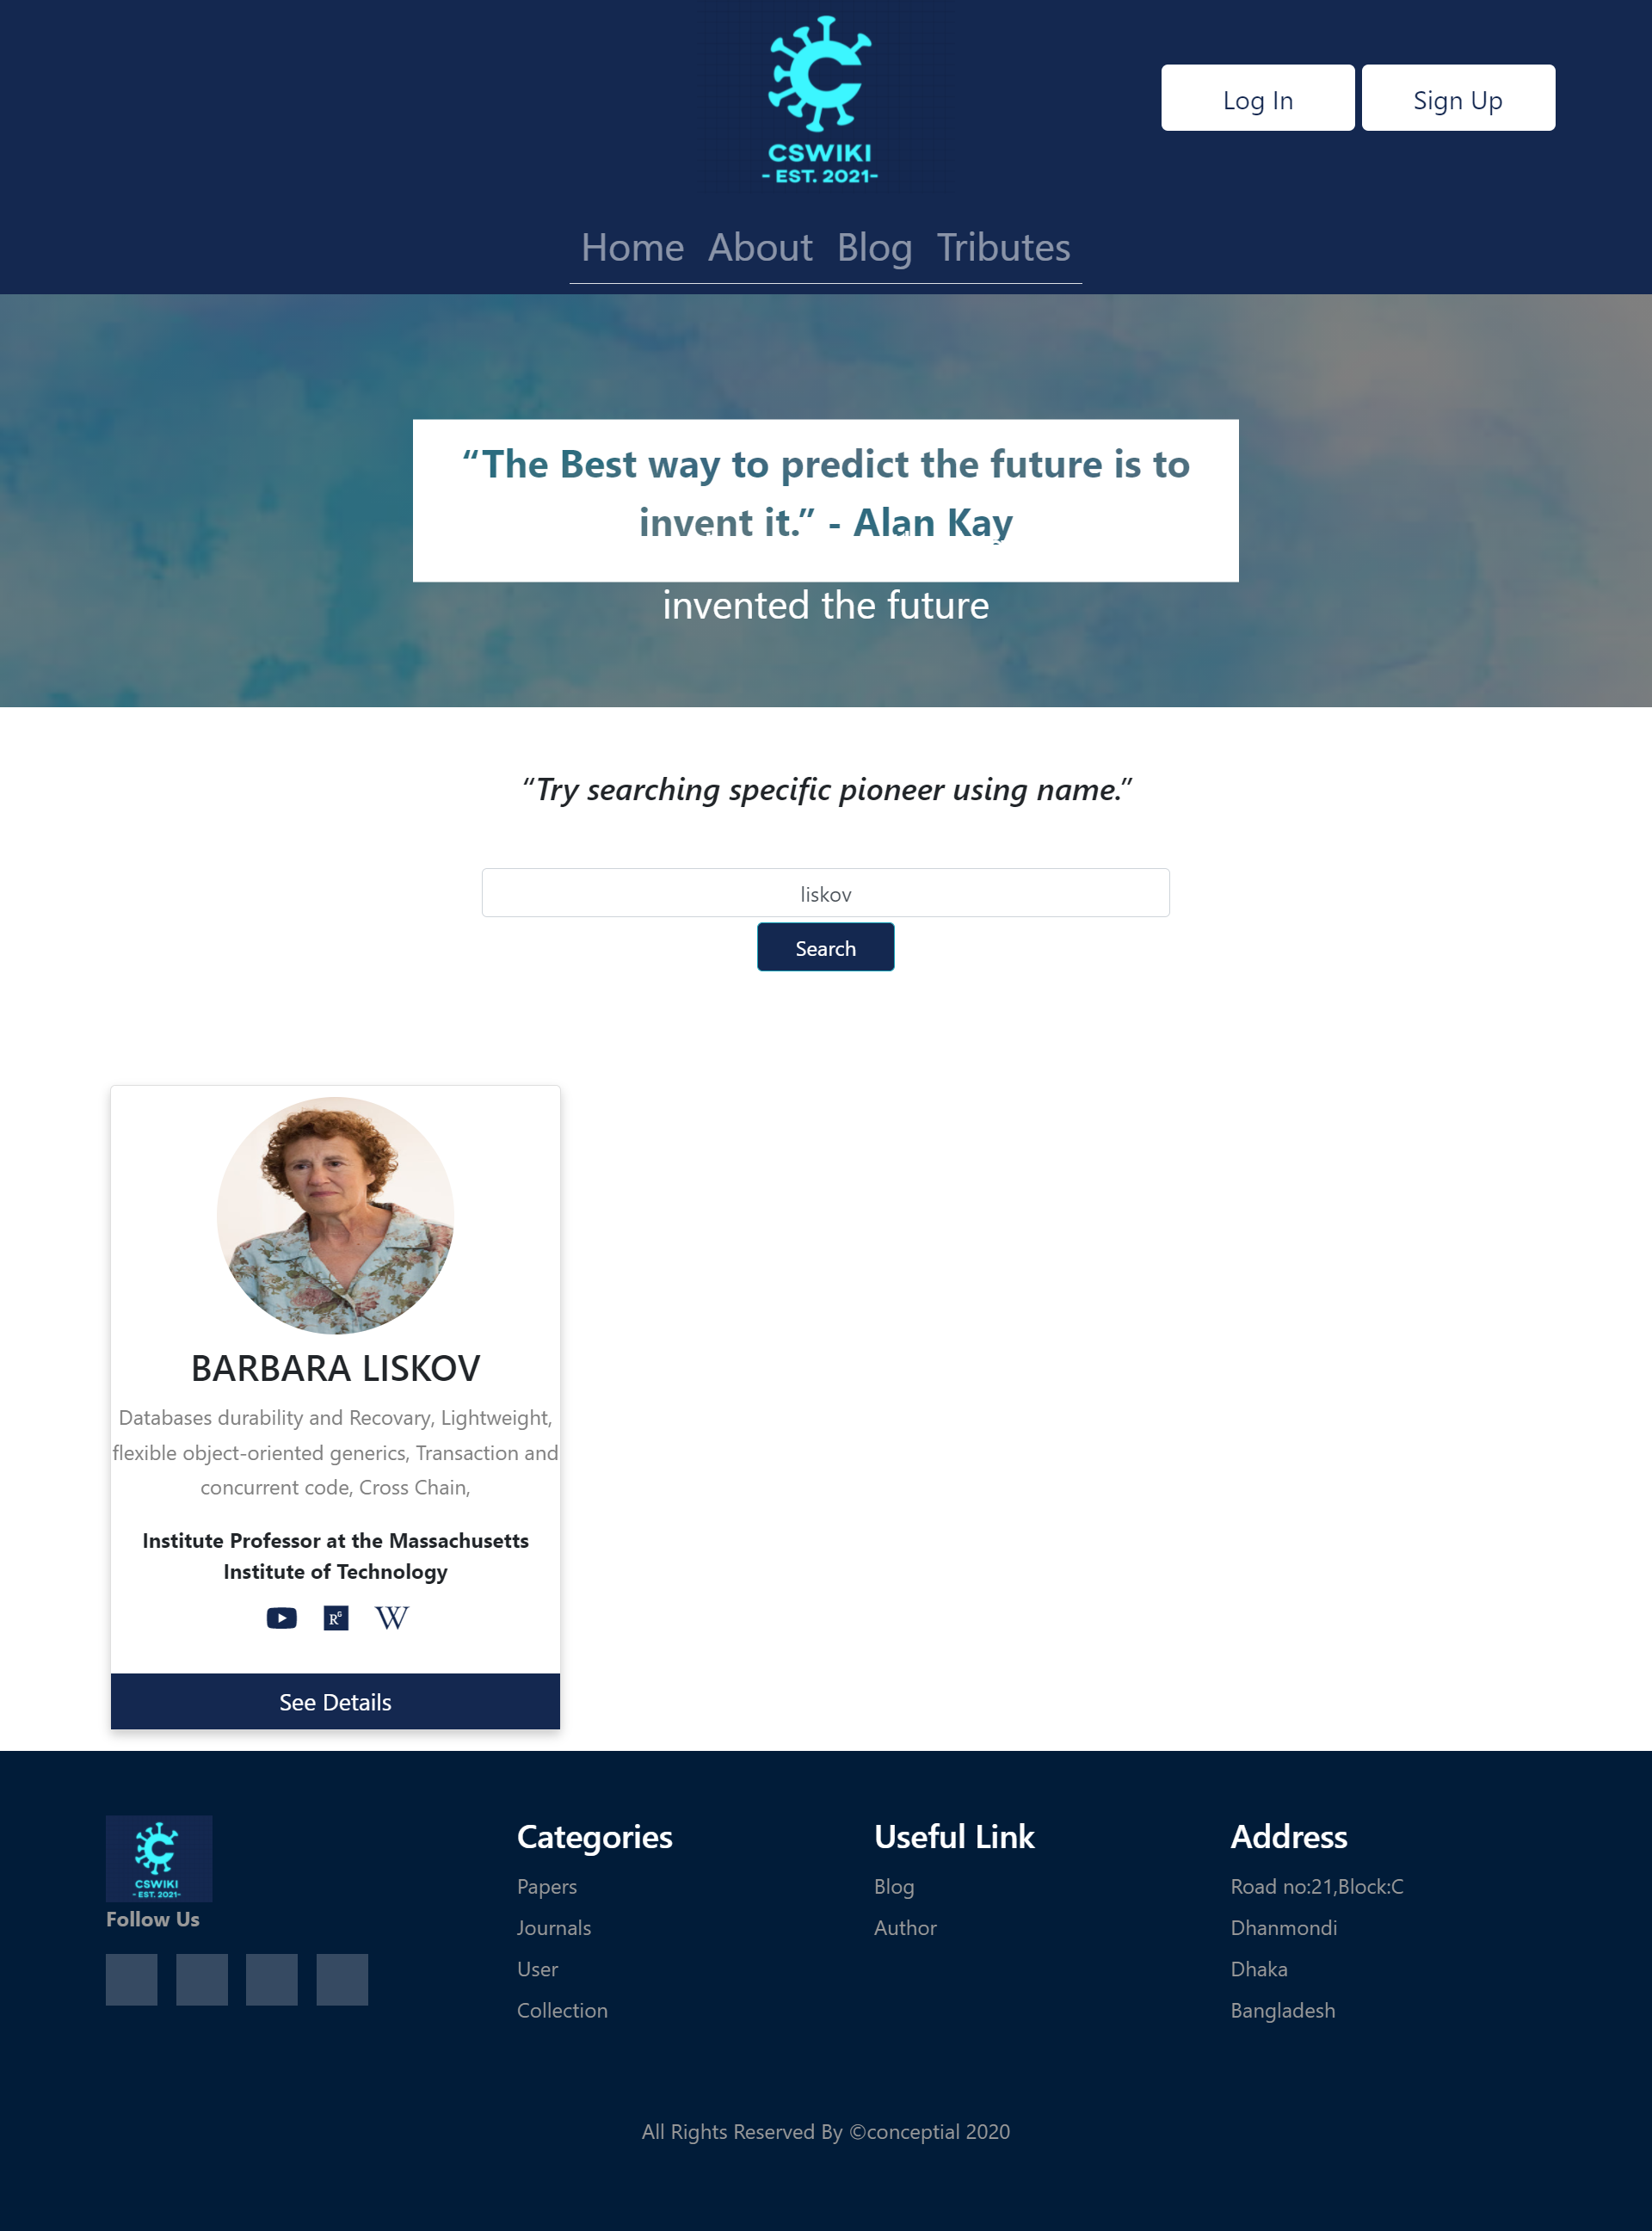 CSWIKI
- EST. 2021-
Log In
Sign Up
Home About Blog Tributes
“The Best way to predict the future is to
invent it.” - Alan Kay
invented the future
“Try searching specific pioneer using name.”
liskov
Search
BARBARA LISKOV
Databases durability and Recovary, Lightweight,
flexible object-oriented generics, Transaction and
concurrent code, Cross Chain,
Institute Professor at the Massachusetts
Institute of Technology
RG
W
See Details
CSWIKI
- EST. 2021-
Follow Us
Categories
Papers
Journals
User
Collection
Useful Link
Blog
Author
Address
Road no:21,Block:C
Dhanmondi
Dhaka
Bangladesh
All Rights Reserved By ©conceptial 2020